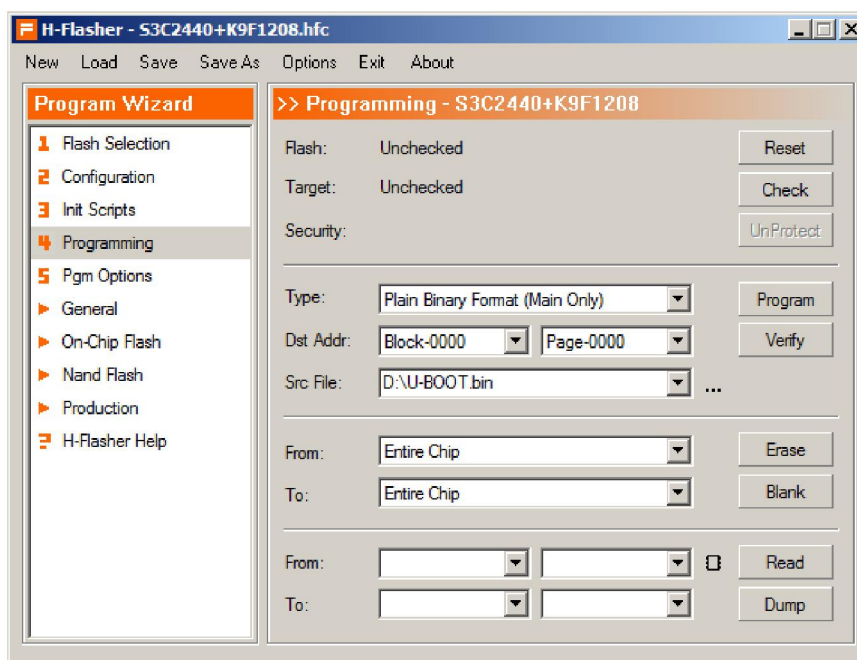 H-Flasher - S3C2440+K9F1208.hfc
New Load Save Save As Options Exit About
Program Wizard
1 Flash Selection
2 Configuration
3 Init Scripts
4 Programming
5 Pgm Options
General
On-Chip Flash
Nand Flash
Production
? H-Flasher Help
>> Programming - S3C2440+K9F1208
Flash: Unchecked Reset
Target: Unchecked Check
Security: UnProtect
Type: Plain Binary Format (Main Only) Program
Dst Addr: Block-0000 Page-0000 Verify
Src File: D:\U-BOOT.bin ...
From: Entire Chip Erase
To: Entire Chip Blank
From: Read
To: Dump